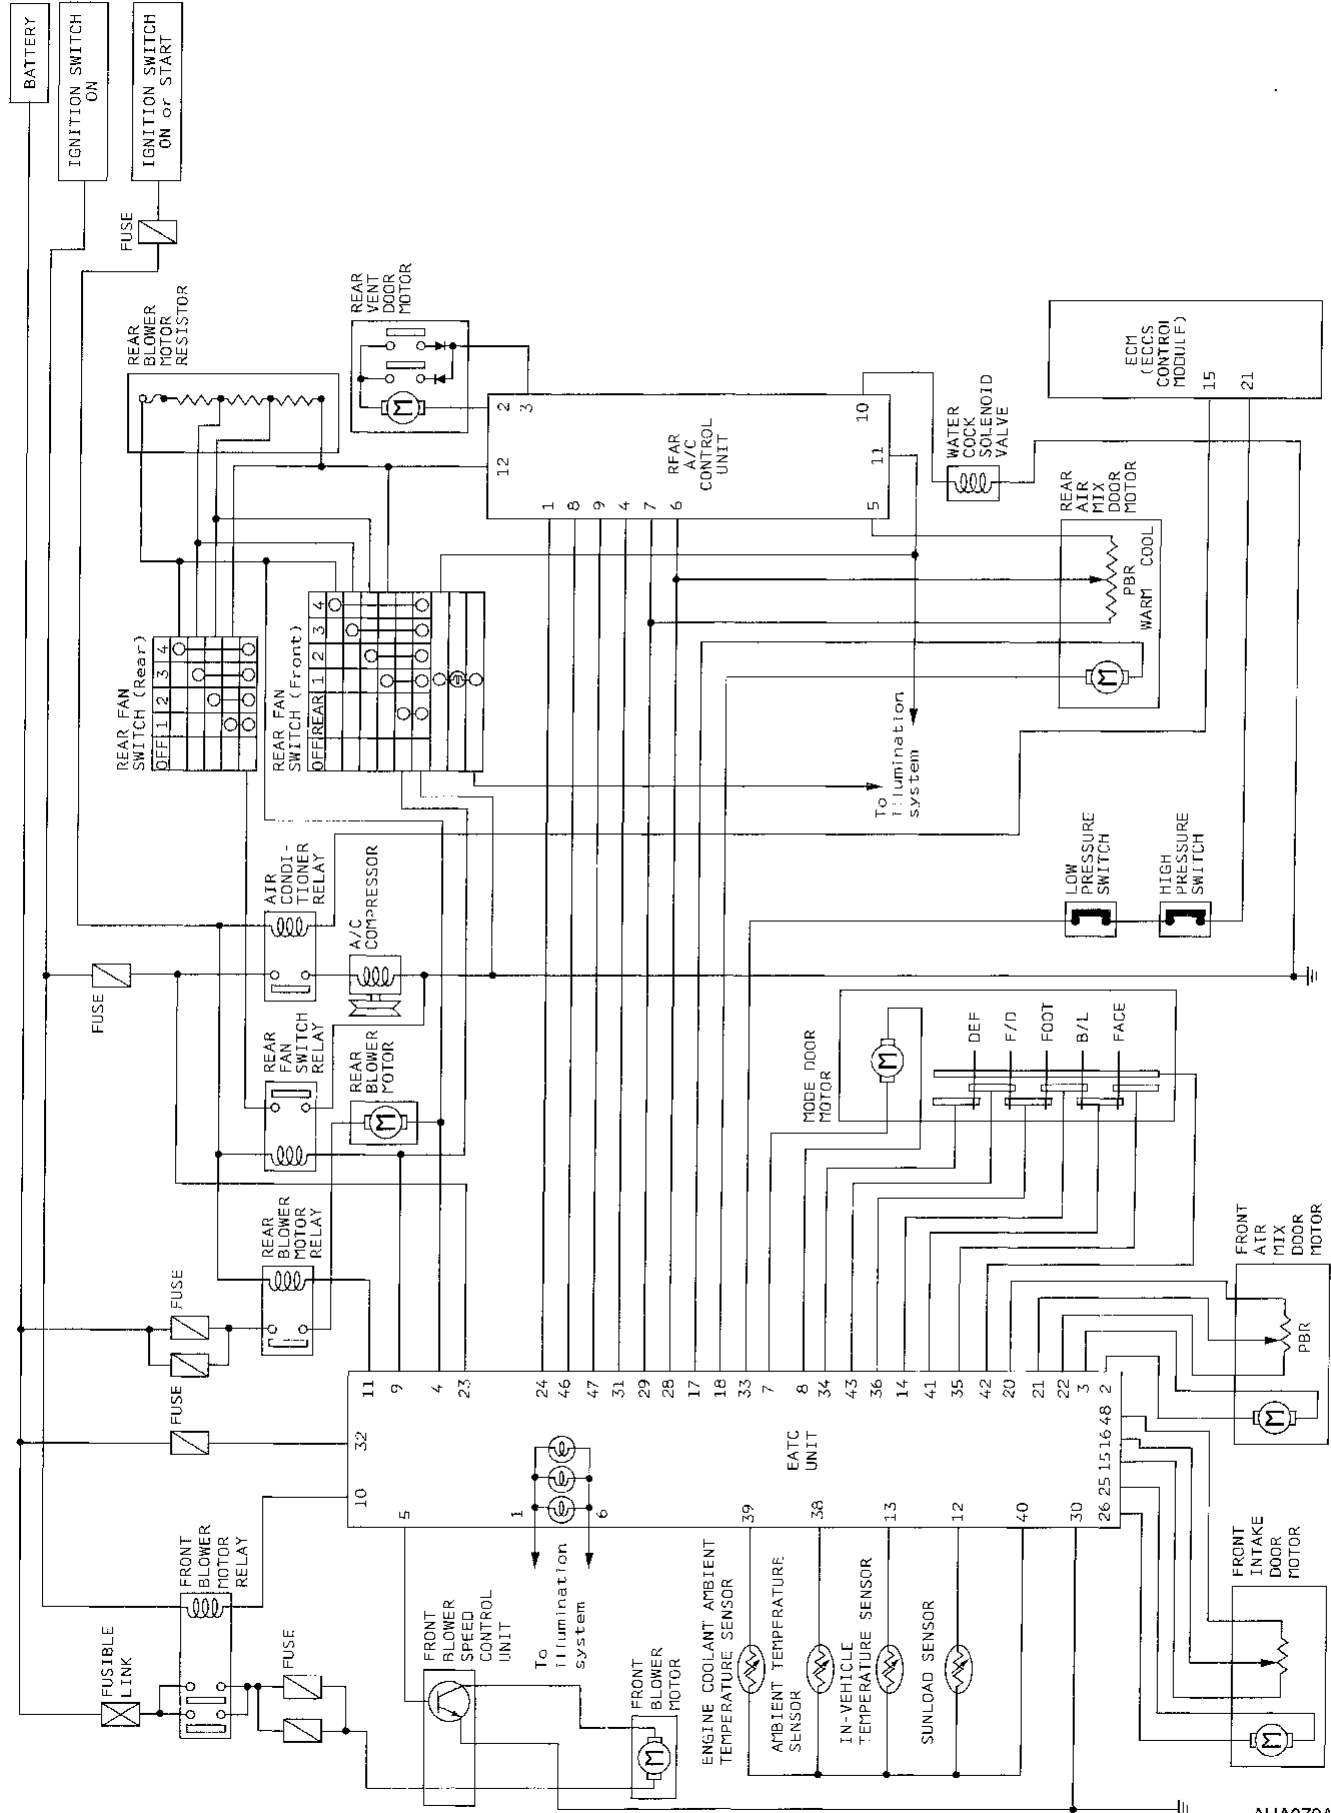 BATTERY
IGNITION SWITCH
ON
IGNITION SWITCH
ON or START
FUSE
REAR
BLOWER
MOTOR
RESISTOR
REAR
VENT
DOOR
MOTOR
2
3
12
RFAR
A/C
CONTROL
UNIT
10
11
1
8
9
4
7
6
5
WATER
COCK
SOLENOID
VALVE
ECM
(ECCS
CONTROL
MODULE)
15
21
REAR
AIR
MIX
DOOR
MOTOR
COOL
PBR
WARM
M
M
REAR FAN
SWITCH (Rear)
OFF 1 2 3 4
REAR FAN
SWITCH (Front)
OFF REAR 1 2 3 4
To
illumination
system
AIR
CONDI-
TIONER
RELAY
A/C
COMPRESSOR
FUSE
REAR
FAN
SWITCH
RELAY
REAR
BLOWER
MOTOR
M
LOW
PRESSURE
SWITCH
HIGH
PRESSURE
SWITCH
MODE DOOR
MOTOR
M
DEF
F/D
FOOT
B/L
FACE
REAR
BLOWER
MOTOR
RELAY
FUSE
FUSE
11
9
4
23
24
46
47
31
29
28
17
18
33
7
8
34
43
36
14
41
35
42
20
21
22
3
2
32
10
5
1
6
EATC
UNIT
39
38
13
12
40
30
26 25 15 16 48
FRONT
AIR
MIX
DOOR
MOTOR
PBR
M
FRONT
BLOWER
MOTOR
RELAY
FUSIBLE
LINK
FUSE
FRONT
BLOWER
SPEED
CONTROL
UNIT
To
illumination
system
FRONT
BLOWER
MOTOR
M
ENGINE COOLANT AMBIENT
TEMPERATURE SENSOR
AMBIENT TEMPERATURE
SENSOR
IN-VEHICLE
TEMPERATURE SENSOR
SUNLOAD SENSOR
FRONT
INTAKE
DOOR
MOTOR
M